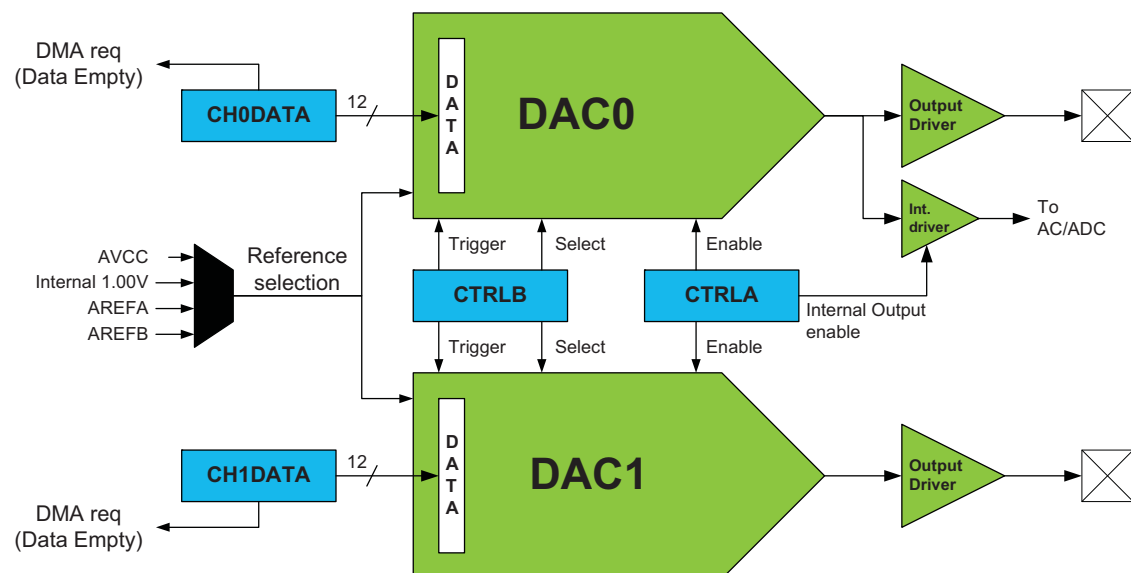 DMA req
(Data Empty)
CH0DATA
12
D
A
T
A
DAC0
Output
Driver
Int.
driver
To
AC/ADC
AVCC
Internal 1.00V
AREFA
AREFB
Reference
selection
Trigger
Select
Enable
CTRLB
CTRLA
Internal Output
enable
Trigger
Select
Enable
CH1DATA
12
D
A
T
A
DAC1
Output
Driver
DMA req
(Data Empty)